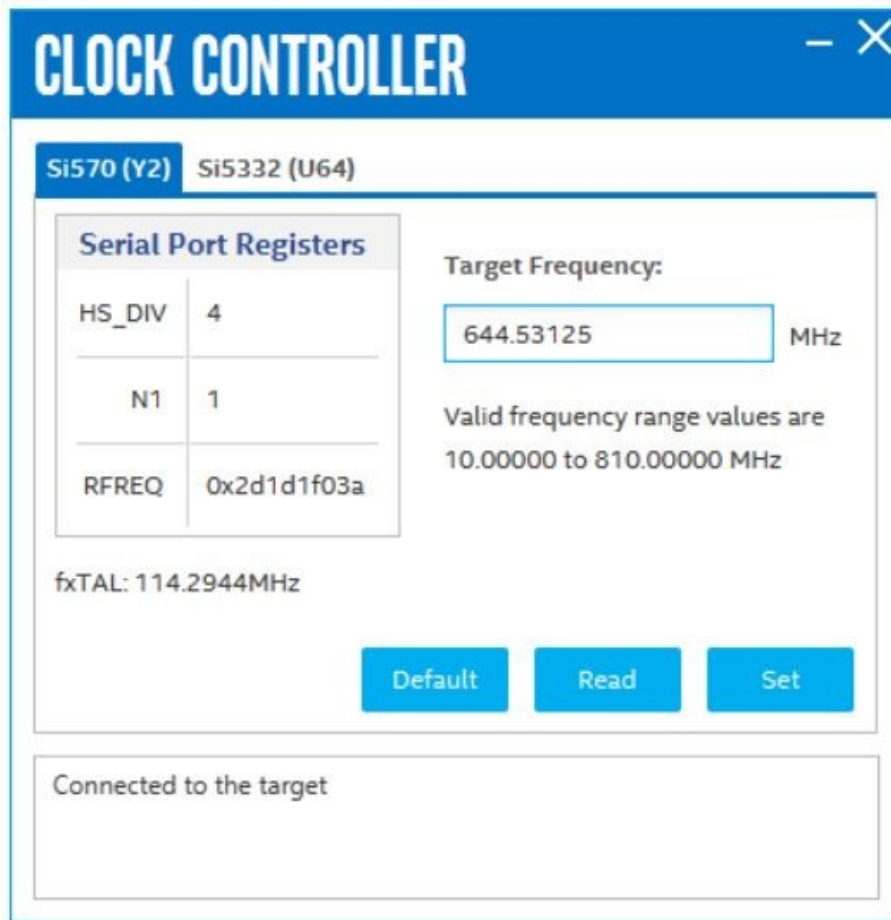 CLOCK CONTROLLER
Si570 (Y2) Si5332 (U64)
Serial Port Registers
HS_DIV 4
N1 1
RFREQ 0x2d1d1f03a
fxTAL: 114.2944MHz
Target Frequency:
644.53125 MHz
Valid frequency range values are
10.00000 to 810.00000 MHz
Default Read Set
Connected to the target